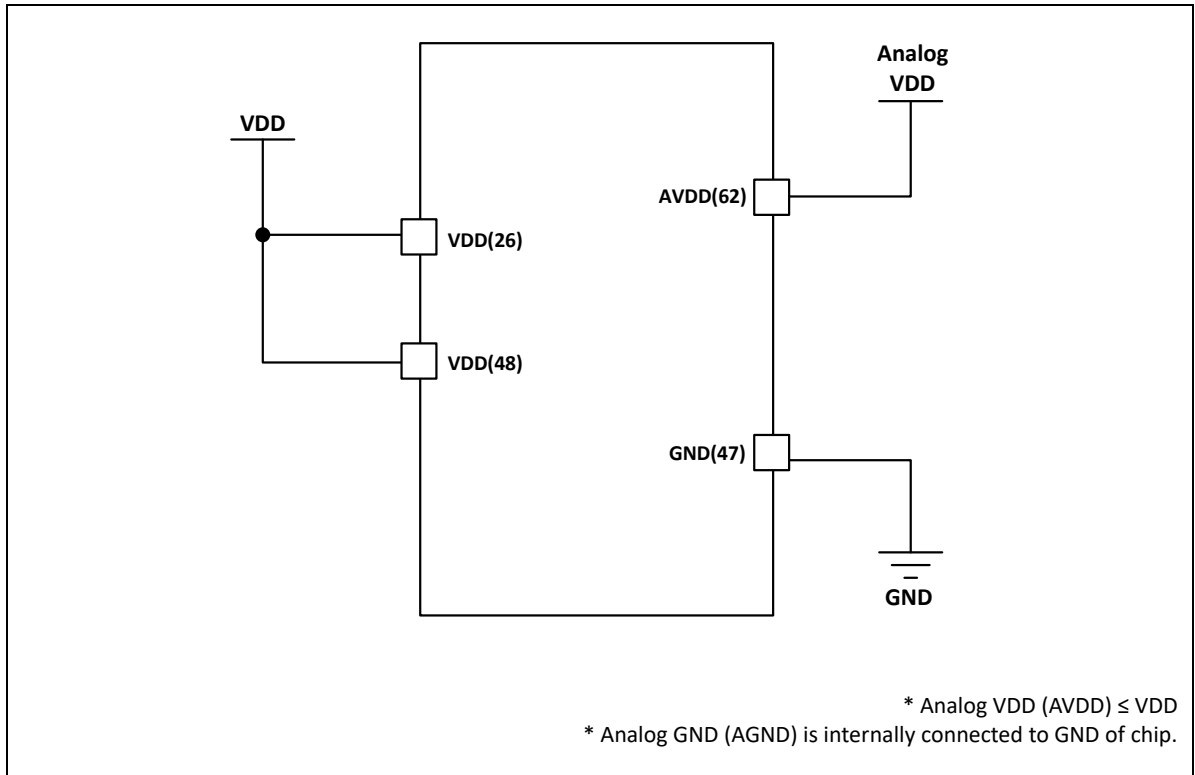 Analog
VDD
VDD
AVDD(62)
VDD(26)
VDD(48)
GND(47)
GND
* Analog VDD (AVDD) ≤ VDD
* Analog GND (AGND) is internally connected to GND of chip.